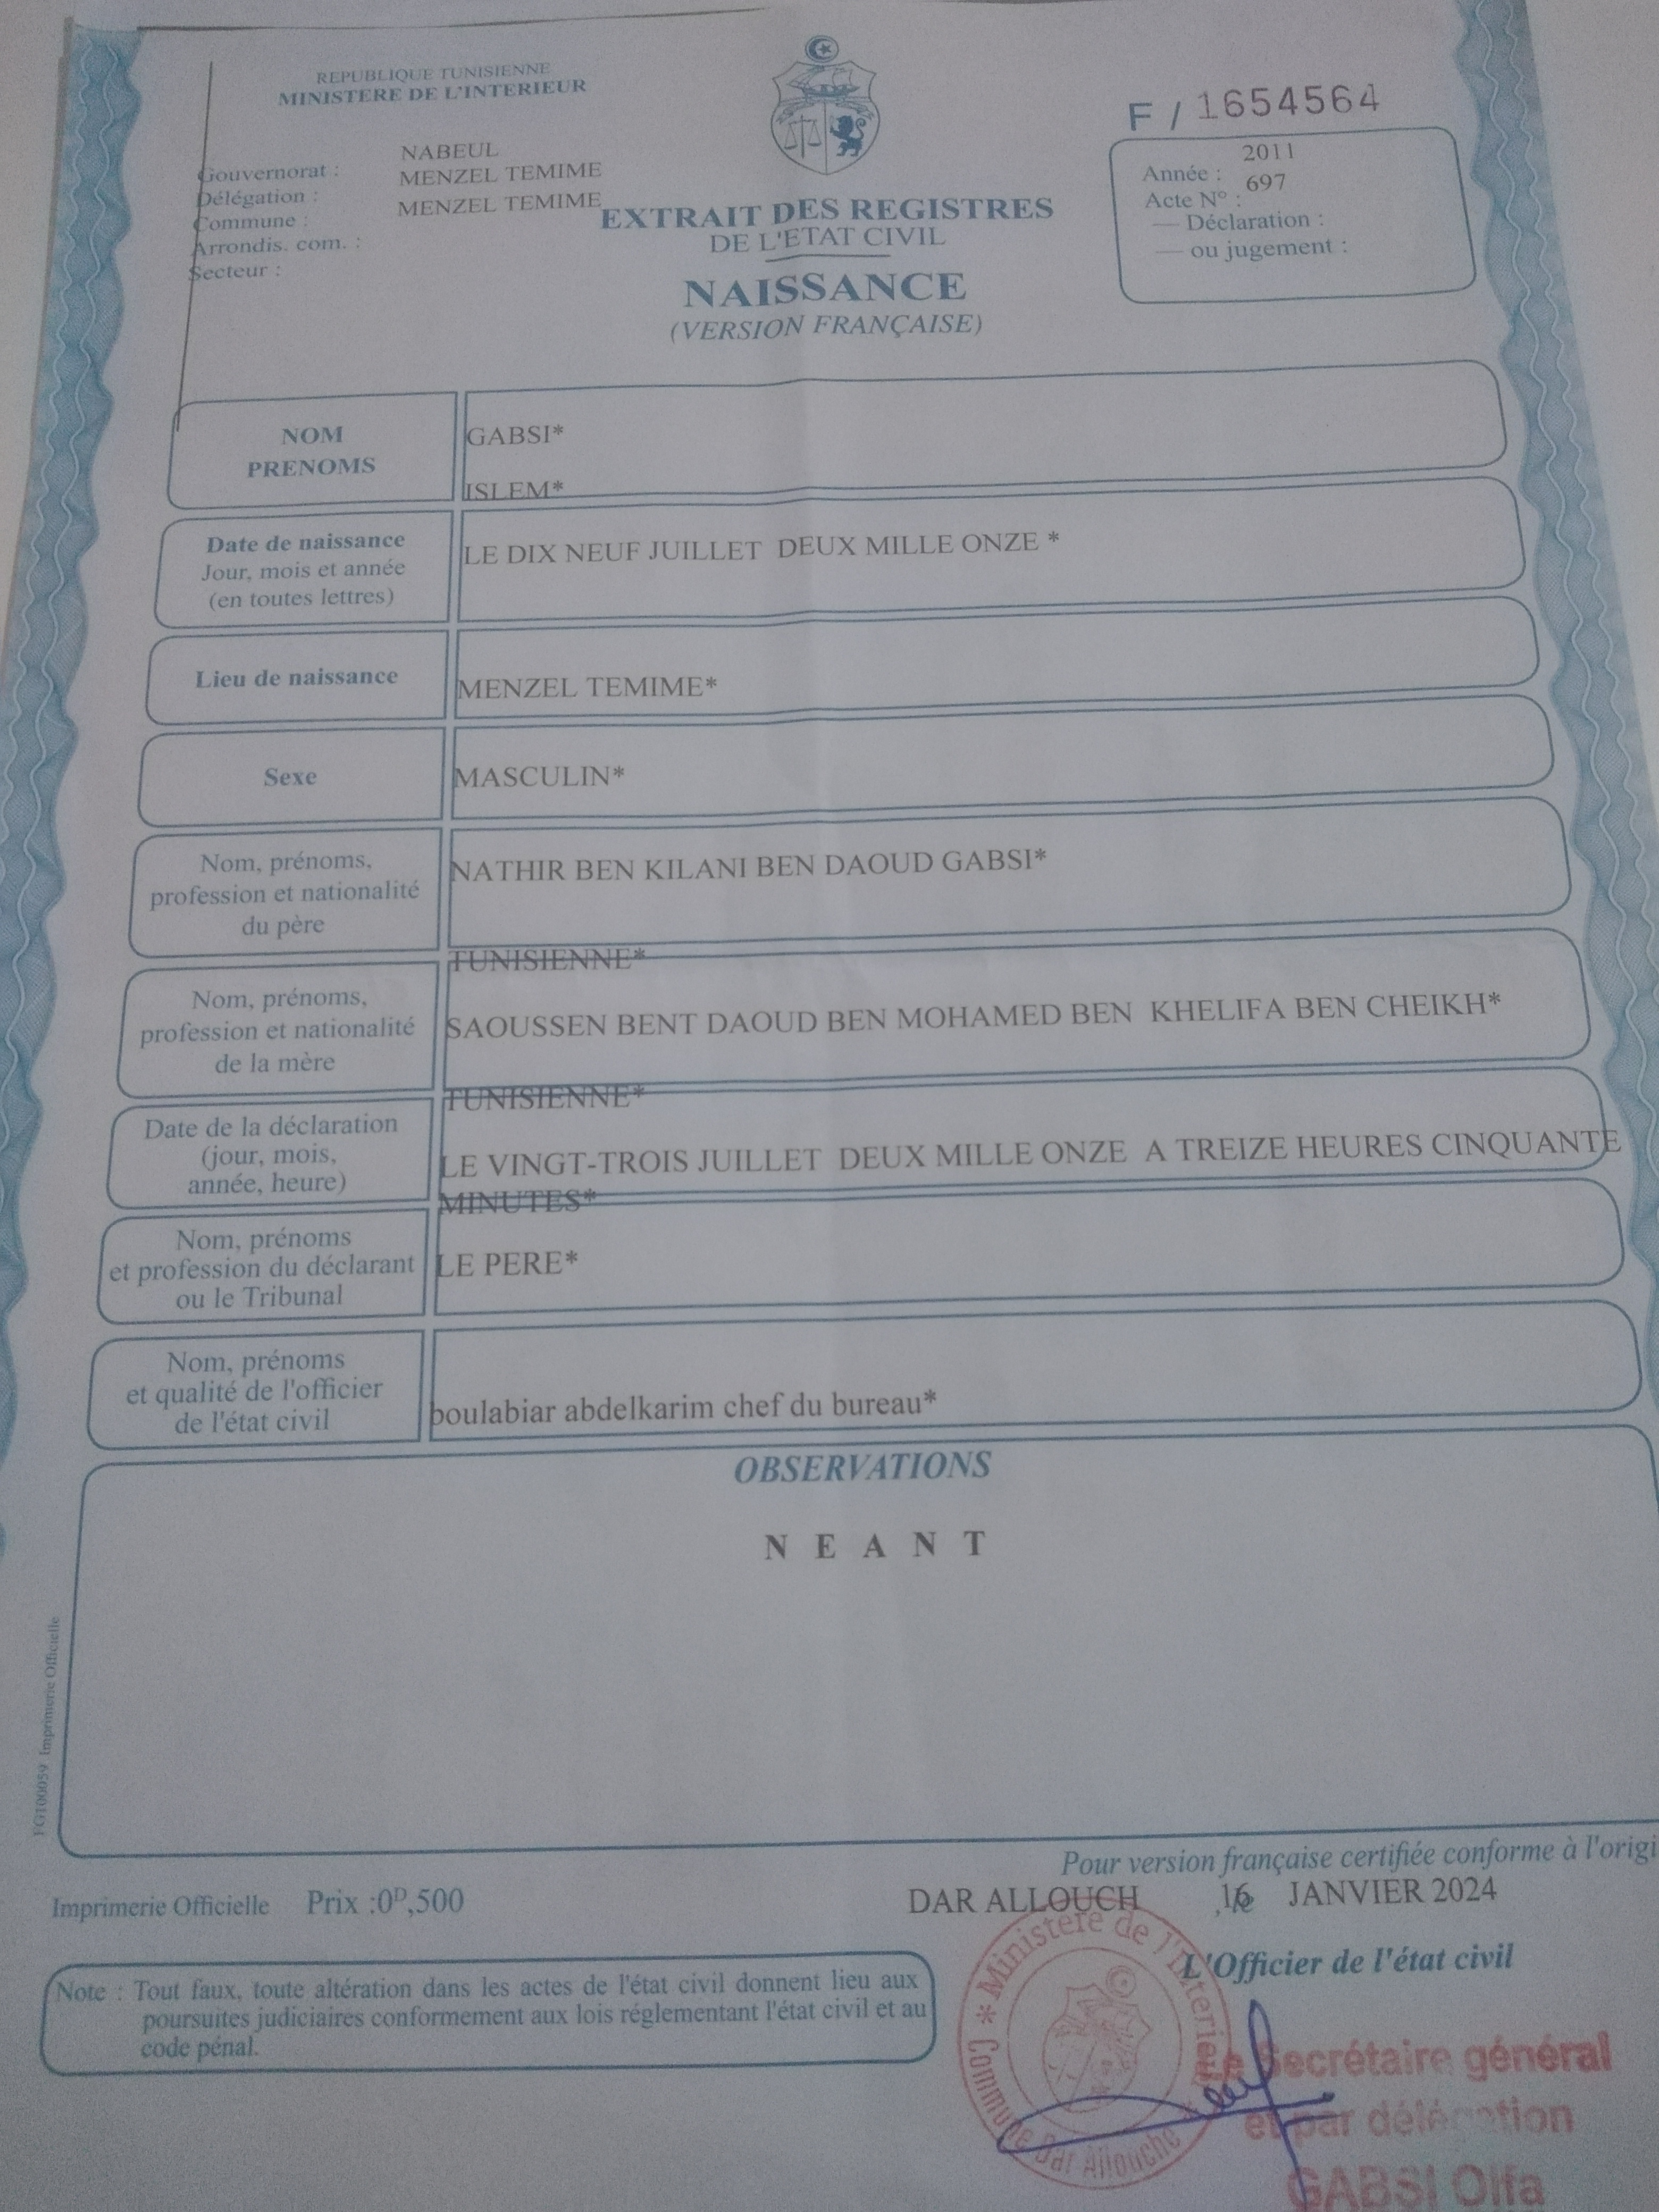 REPUBLIQUE TUNISIENNE
MINISTERE DE L'INTERIEUR
F / 1654564
Gouvernorat : NABEUL
Délégation : MENZEL TEMIME
Commune : MENZEL TEMIME
Arrondis. com. :
Secteur :
EXTRAIT DES REGISTRES
DE L'ETAT CIVIL
NAISSANCE
(VERSION FRANÇAISE)
Année : 2011
Acte N° : 697
— Déclaration :
— ou jugement :
NOM
PRENOMS
GABSI*
ISLEM*
Date de naissance
Jour, mois et année
(en toutes lettres)
LE DIX NEUF JUILLET DEUX MILLE ONZE *
Lieu de naissance
MENZEL TEMIME*
Sexe
MASCULIN*
Nom, prénoms,
profession et nationalité
du père
NATHIR BEN KILANI BEN DAOUD GABSI*
TUNISIENNE*
Nom, prénoms,
profession et nationalité
de la mère
SAOUSSEN BENT DAOUD BEN MOHAMED BEN KHELIFA BEN CHEIKH*
TUNISIENNE*
Date de la déclaration
(jour, mois,
année, heure)
LE VINGT-TROIS JUILLET DEUX MILLE ONZE A TREIZE HEURES CINQUANTE
MINUTES*
Nom, prénoms
et profession du déclarant
ou le Tribunal
LE PERE*
Nom, prénoms
et qualité de l'officier
de l'état civil
boulabiar abdelkarim chef du bureau*
OBSERVATIONS
N E A N T
FG100059 Imprimerie Officielle
Pour version française certifiée conforme à l'origi
Imprimerie Officielle Prix :0D,500
DAR ALLOUCH ,le 16 JANVIER 2024
L'Officier de l'état civil
Note : Tout faux, toute altération dans les actes de l'état civil donnent lieu aux
poursuites judiciaires conformement aux lois réglementant l'état civil et au
code pénal.
* Ministère de l'Interieur * Commune Dar Allouche
Le Secrétaire général
et par délégation
GABSI Olfa